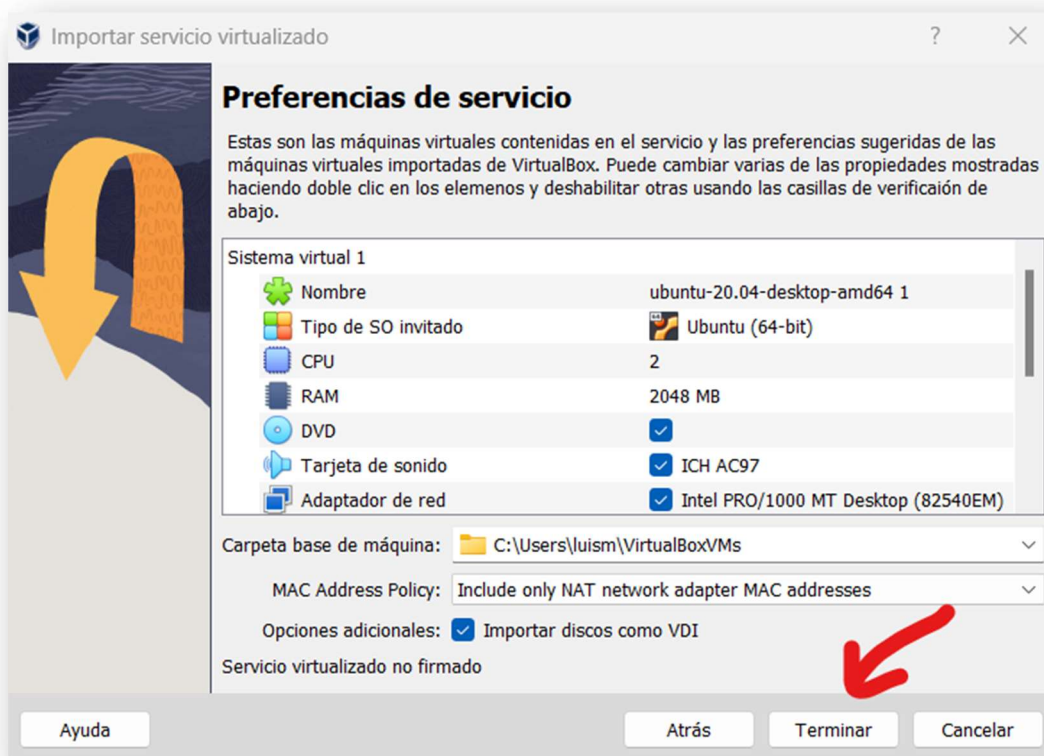 Importar servicio virtualizado
?
Preferencias de servicio
Estas son las máquinas virtuales contenidas en el servicio y las preferencias sugeridas de las
máquinas virtuales importadas de VirtualBox. Puede cambiar varias de las propiedades mostradas
haciendo doble clic en los elemenos y deshabilitar otras usando las casillas de verificaión de
abajo.
Sistema virtual 1
Nombre ubuntu-20.04-desktop-amd64 1
Tipo de SO invitado Ubuntu (64-bit)
CPU 2
RAM 2048 MB
DVD
Tarjeta de sonido ICH AC97
Adaptador de red Intel PRO/1000 MT Desktop (82540EM)
Carpeta base de máquina: C:\Users\luism\VirtualBoxVMs
MAC Address Policy: Include only NAT network adapter MAC addresses
Opciones adicionales: Importar discos como VDI
Servicio virtualizado no firmado
Ayuda Atrás Terminar Cancelar